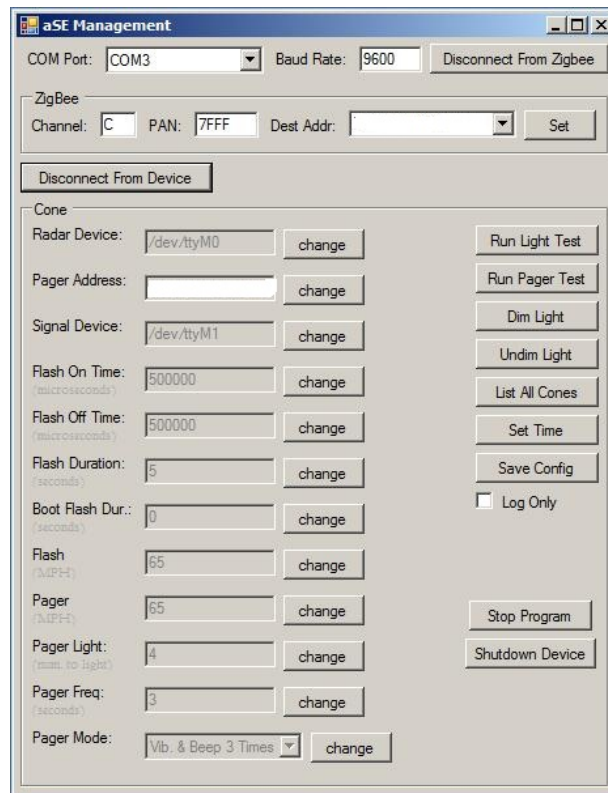 aSE Management
COM Port: COM3 Baud Rate: 9600 Disconnect From Zigbee
ZigBee
Channel: C PAN: 7FFF Dest Addr: Set
Disconnect From Device
Cone
Radar Device: /dev/ttyM0 change Run Light Test
Pager Address: change Run Pager Test
Signal Device: /dev/ttyM1 change Dim Light
Undim Light
Flash On Time: 500000 change List All Cones
(microseconds)
Flash Off Time: 500000 change Set Time
(microseconds)
Flash Duration: 5 change Save Config
(seconds)
Boot Flash Dur.: 0 change Log Only
(seconds)
Flash 65 change
(MPH)
Pager 65 change Stop Program
(MPH)
Pager Light: 4 change Shutdown Device
(mm. to light)
Pager Freq: 3 change
(seconds)
Pager Mode: Vib. & Beep 3 Times change